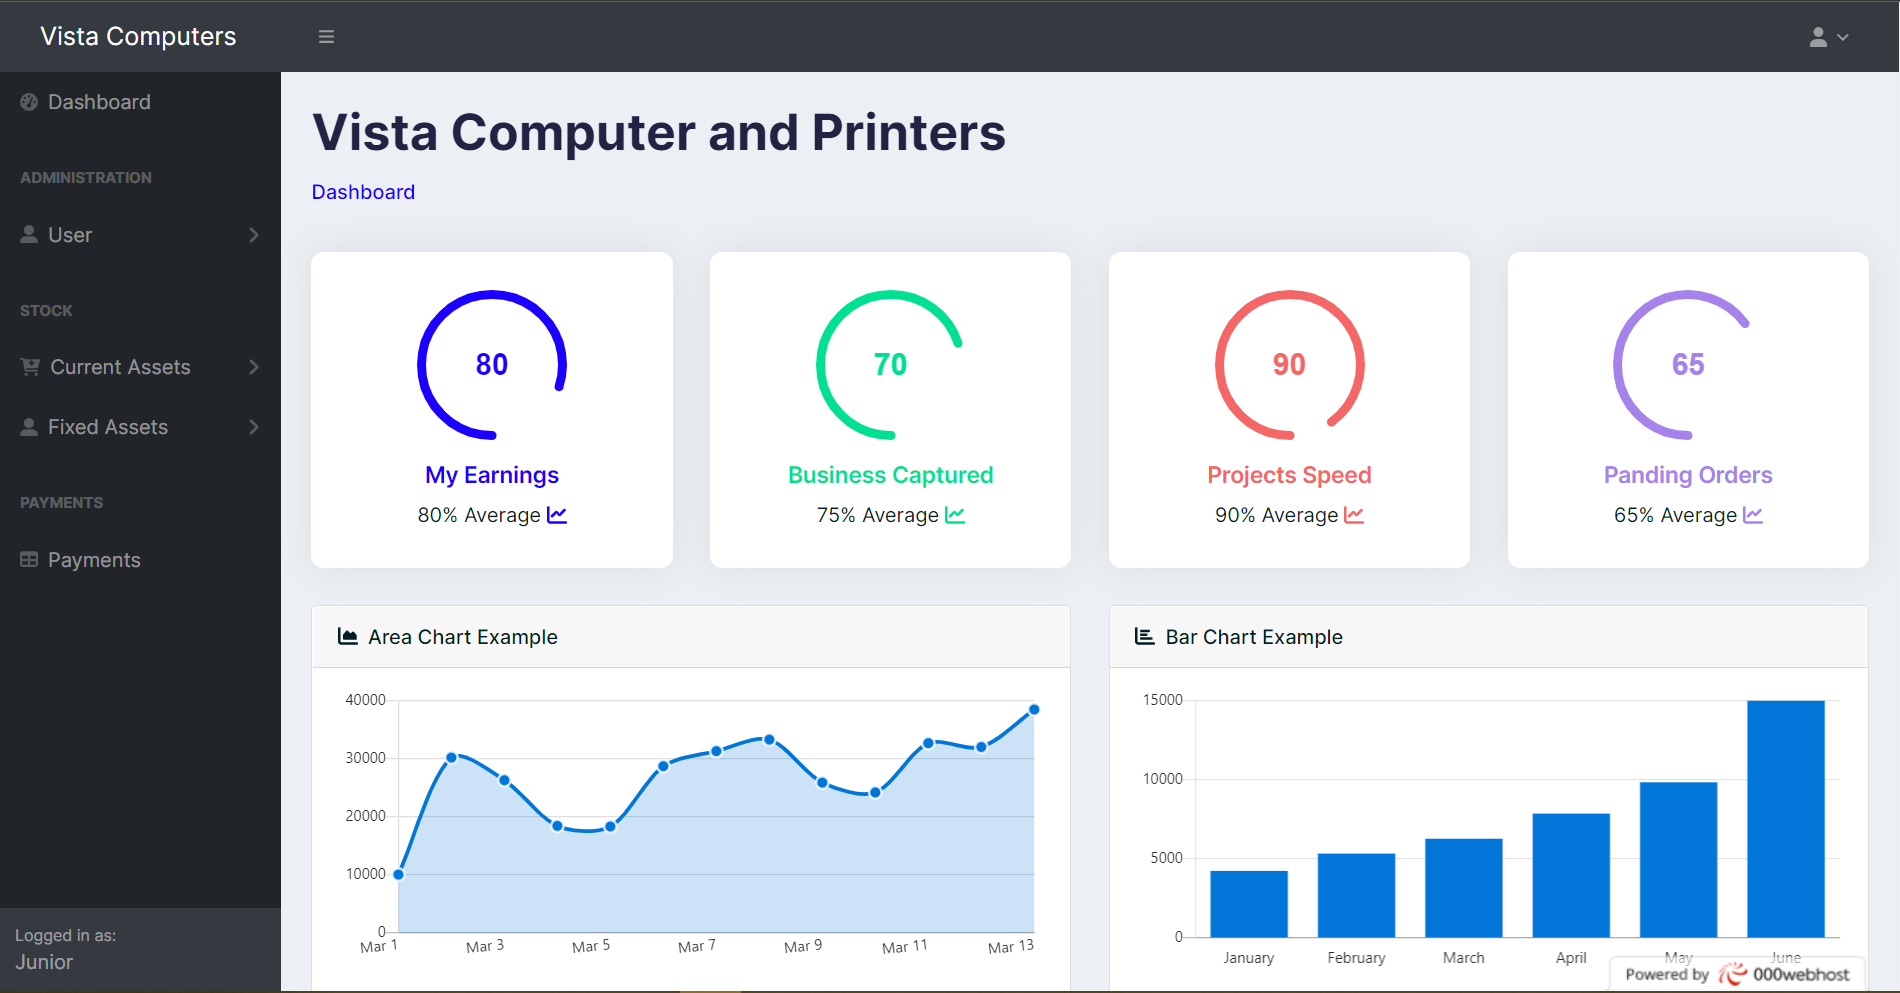 Vista Computers
Dashboard
ADMINISTRATION
User
STOCK
Current Assets
Fixed Assets
PAYMENTS
Payments
Logged in as:
Junior
Vista Computer and Printers
Dashboard
80
My Earnings
80% Average
70
Business Captured
75% Average
90
Projects Speed
90% Average
65
Panding Orders
65% Average
Area Chart Example
40000
30000
20000
10000
0
Mar 1 Mar 3 Mar 5 Mar 7 Mar 9 Mar 11 Mar 13
Bar Chart Example
15000
10000
5000
0
January February March April May June
Powered by 000webhost